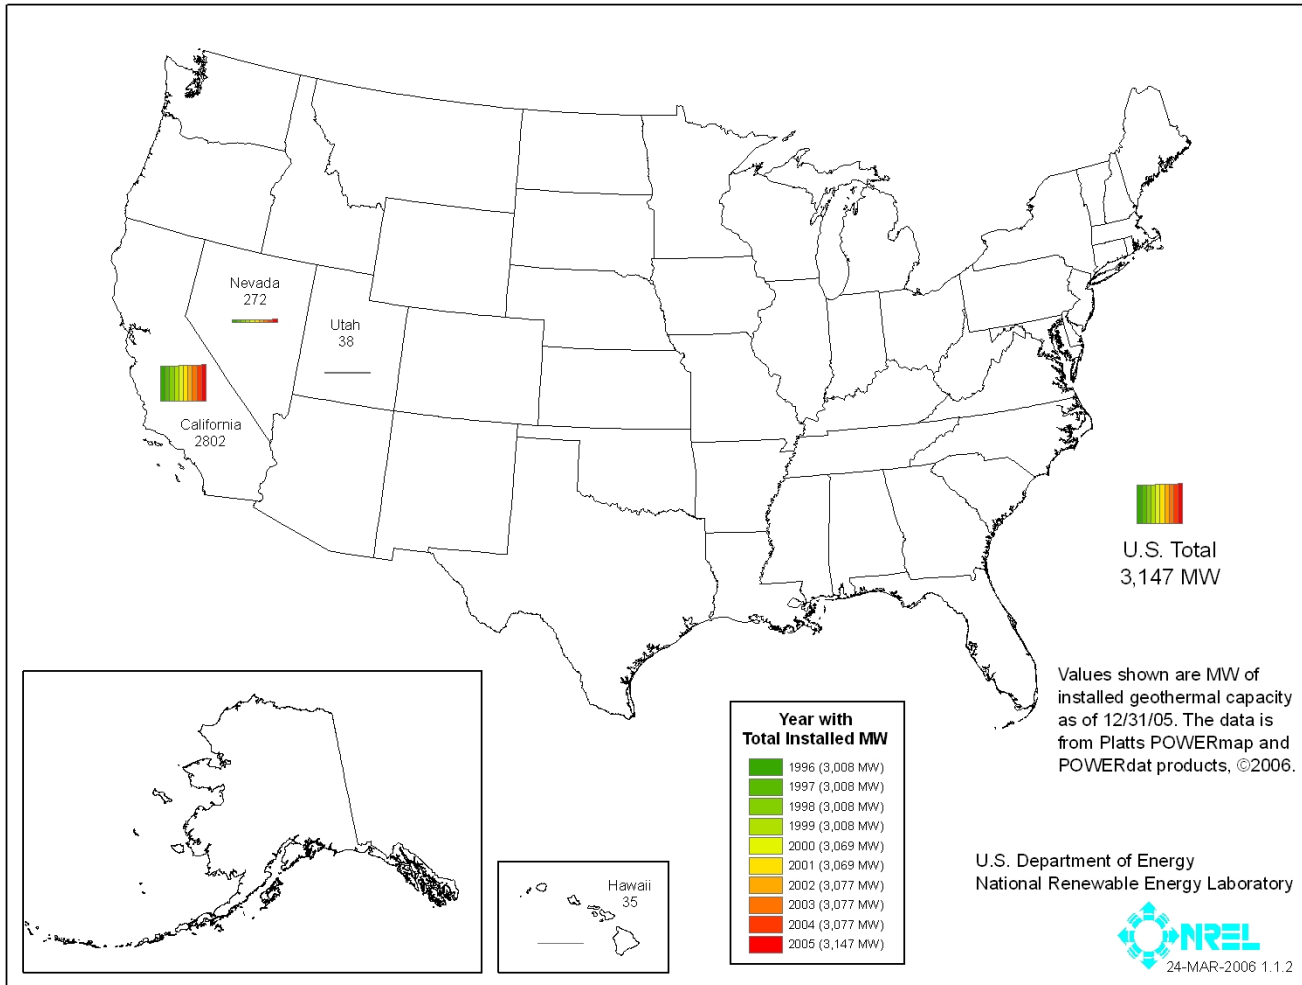 Nevada
272
Utah
38
California
2802
U.S. Total
3,147 MW
Values shown are MW of
installed geothermal capacity
as of 12/31/05. The data is
from Platts POWERmap and
POWERdat products, ©2006.
Year with
Total Installed MW
1996 (3,008 MW)
1997 (3,008 MW)
1998 (3,008 MW)
1999 (3,008 MW)
2000 (3,069 MW)
2001 (3,069 MW)
2002 (3,077 MW)
2003 (3,077 MW)
2004 (3,077 MW)
2005 (3,147 MW)
Hawaii
35
U.S. Department of Energy
National Renewable Energy Laboratory
NREL
24-MAR-2006 1.1.2